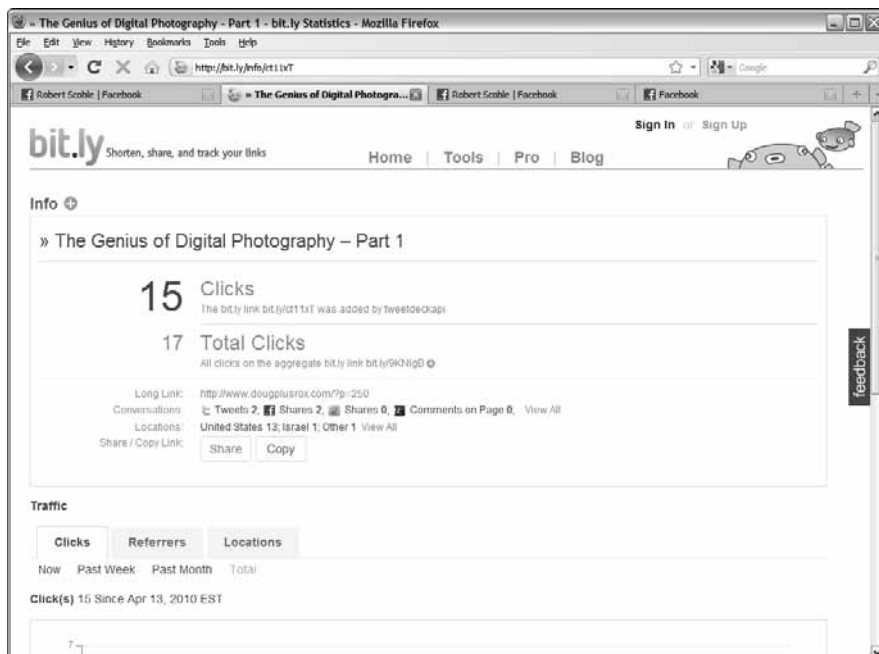 » The Genius of Digital Photography - Part 1 - bit.ly Statistics - Mozilla Firefox
File Edit View History Bookmarks Tools Help
http://bit.ly/info/ct11xT
Google
Robert Scoble | Facebook
» The Genius of Digital Photogra...
Robert Scoble | Facebook
Facebook
Sign In or Sign Up
bit.ly Shorten, share, and track your links
Home | Tools | Pro | Blog
Info
» The Genius of Digital Photography – Part 1
15 Clicks
The bit.ly link bit.ly/ct11xT was added by tweetdeckapi
17 Total Clicks
All clicks on the aggregate bit.ly link bit.ly/9KNIgD
feedback
Long Link: http://www.dougplusrox.com/?p=250
Conversations: Tweets 2, Shares 2, Shares 0, Comments on Page 0, View All
Locations: United States 13; Israel 1; Other 1 View All
Share / Copy Link: Share Copy
Traffic
Clicks Referrers Locations
Now Past Week Past Month Total
Click(s) 15 Since Apr 13, 2010 EST
7